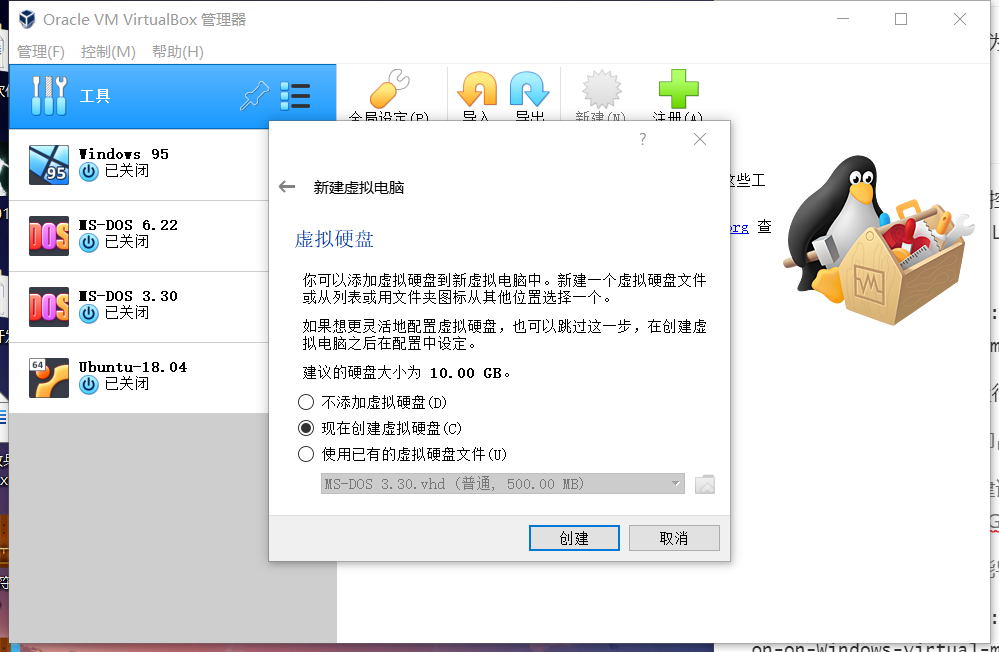 Oracle VM VirtualBox 管理器
管理(F) 控制(M) 帮助(H)
工具
全局设定(P) 导入 导出 新建(N) 注册(A)
Windows 95
已关闭
MS-DOS 6.22
已关闭
MS-DOS 3.30
已关闭
64
Ubuntu-18.04
已关闭
这些工
org 查
?
新建虚拟电脑
虚拟硬盘
你可以添加虚拟硬盘到新虚拟电脑中。新建一个虚拟硬盘文件
或从列表或用文件夹图标从其他位置选择一个。
如果想更灵活地配置虚拟硬盘，也可以跳过这一步，在创建虚
拟电脑之后在配置中设定。
建议的硬盘大小为 10.00 GB。
不添加虚拟硬盘(D)
现在创建虚拟硬盘(C)
使用已有的虚拟硬盘文件(U)
MS-DOS 3.30.vhd (普通, 500.00 MB)
创建
取消
on-on-Windows-virtual-m